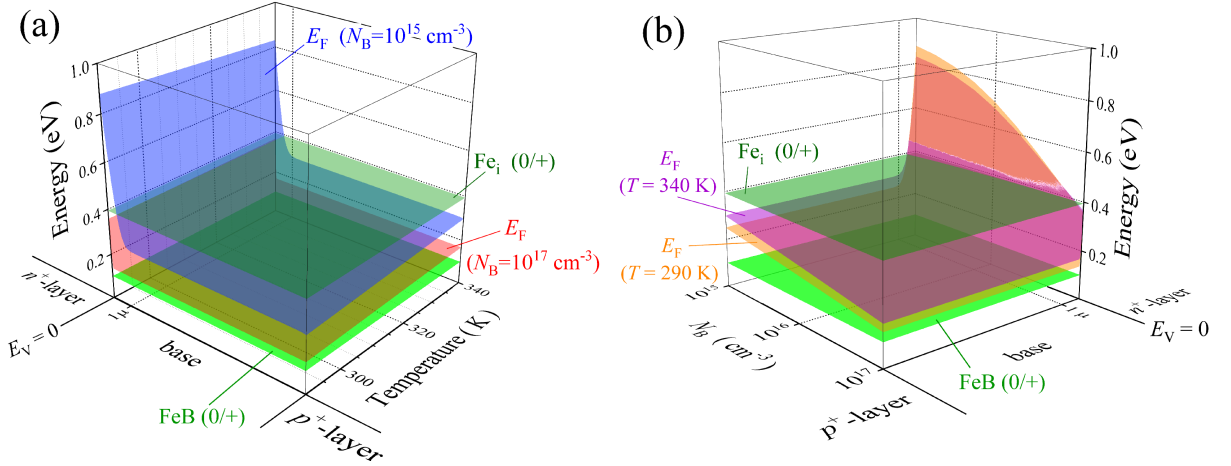 (a)
E_F (N_B=10^15 cm^-3)
1.0
0.8
0.6
0.4
0.2
Energy (eV)
Fe_i (0/+)
E_F
(N_B=10^17 cm^-3)
340
320
300
Temperature (K)
n^+-layer
E_V = 0
1μ
base
FeB (0/+)
p^+-layer
(b)
1.0
0.8
0.6
0.4
0.2
Energy (eV)
Fe_i (0/+)
E_F
(T = 340 K)
E_F
(T = 290 K)
10^15
10^16
10^17
N_B (cm^-3)
n^+-layer
E_V = 0
1μ
base
FeB (0/+)
p^+-layer